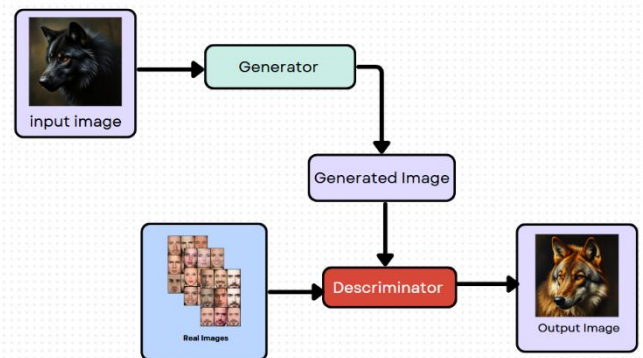 input image
Generator
Generated Image
Real Images
Descriminator
Output Image